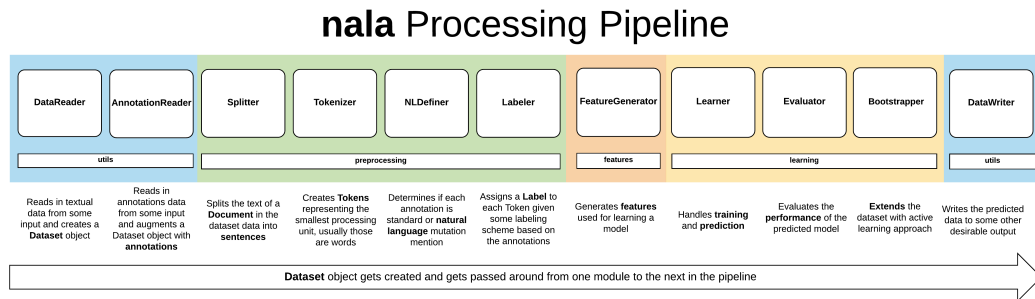 nala Processing Pipeline
DataReader
AnnotationReader
Splitter
Tokenizer
NLDefiner
Labeler
FeatureGenerator
Learner
Evaluator
Bootstrapper
DataWriter
utils
preprocessing
features
learning
utils
Reads in textual
data from some
input and creates a
Dataset object
Reads in
annotations data
from some input
and augments a
Dataset object with
annotations
Splits the text of a
Document in the
dataset data into
sentences
Creates Tokens
representing the
smallest processing
unit, usually those
are words
Determines if each
annotation is
standard or natural
language mutation
mention
Assigns a Label to
each Token given
some labeling
scheme based on
the annotations
Generates features
used for learning a
model
Handles training
and prediction
Evaluates the
performance of the
predicted model
Extends the
dataset with active
learning approach
Writes the predicted
data to some other
desirable output
Dataset object gets created and gets passed around from one module to the next in the pipeline